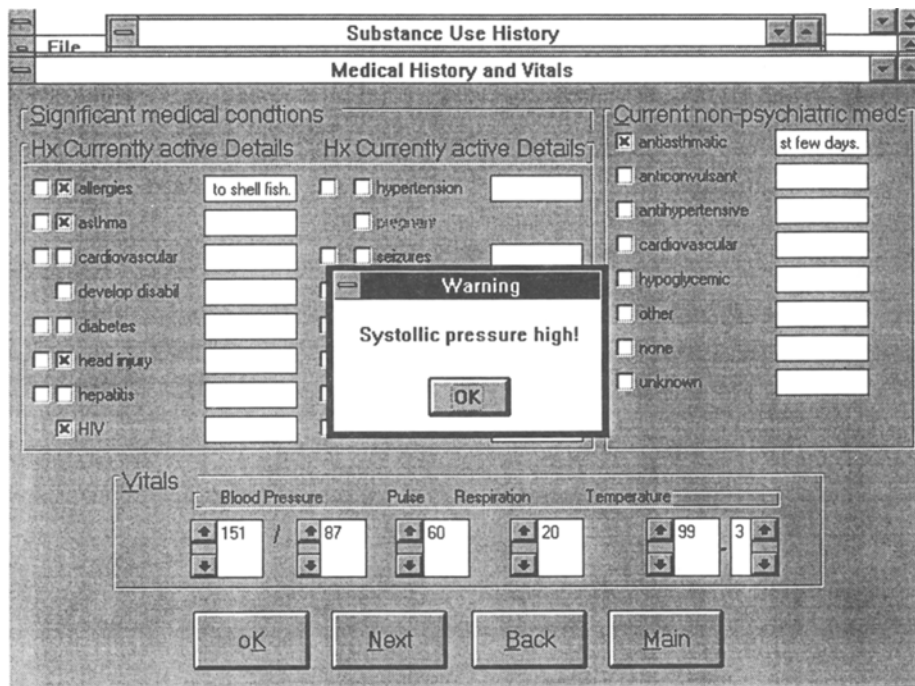 File
Substance Use History
Medical History and Vitals
Significant medical condtions
Hx Currently active Details
Hx Currently active Details
allergies to shell fish.
asthma
cardiovascular
develop disabil
diabetes
head injury
hepatitis
HIV
hypertension
pregnant
seizures
Current non-psychiatric meds
antiasthmatic st few days.
anticonvulsant
antihypertensive
cardiovascular
hypoglycemic
other
none
unknown
Warning
Systollic pressure high!
OK
Vitals
Blood Pressure Pulse Respiration Temperature
151 / 87 60 20 99 . 3
oK Next Back Main